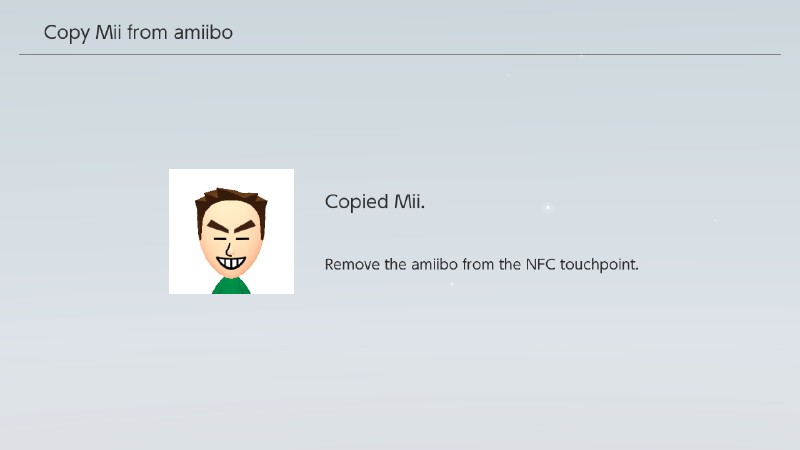 Copy Mii from amiibo
Copied Mii.
Remove the amiibo from the NFC touchpoint.